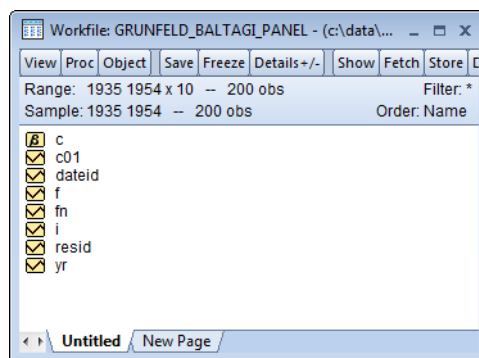 Workfile: GRUNFELD_BALTAGI_PANEL - (c:\data\...
View Proc Object Save Freeze Details+/- Show Fetch Store D
Range: 1935 1954 x 10 -- 200 obs Filter: *
Sample: 1935 1954 -- 200 obs Order: Name
β c
c01
dateid
f
fn
i
resid
yr
Untitled New Page